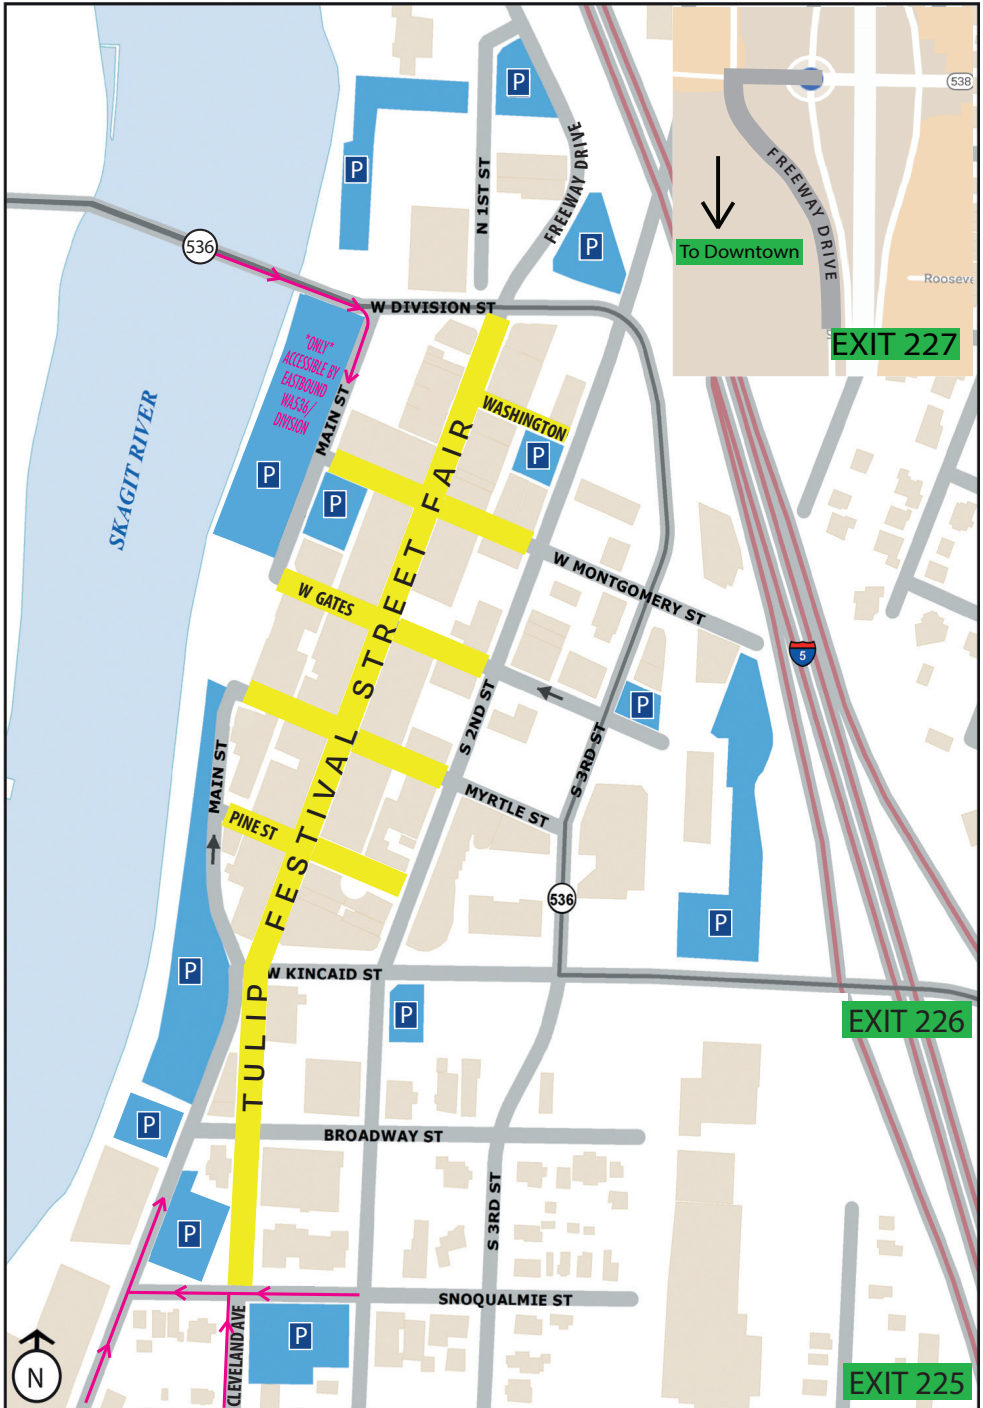 P
P
N 1ST ST
FREEWAY DRIVE
P
536
W DIVISION ST
*ONLY*
ACCESSIBLE BY
EASTBOUND
WA536/
DIVISION
MAIN ST
P
P
WASHINGTON
P
538
FREEWAY DRIVE
To Downtown
Rooseve
EXIT 227
SKAGIT RIVER
W MONTGOMERY ST
W GATES
5
P
S 2ND ST
S 3RD ST
MAIN ST
MYRTLE ST
PINE ST
TULIP FESTIVAL STREET FAIR
536
P
P
W KINCAID ST
P
EXIT 226
P
BROADWAY ST
S 3RD ST
P
SNOQUALMIE ST
CLEVELAND AVE
P
N
EXIT 225